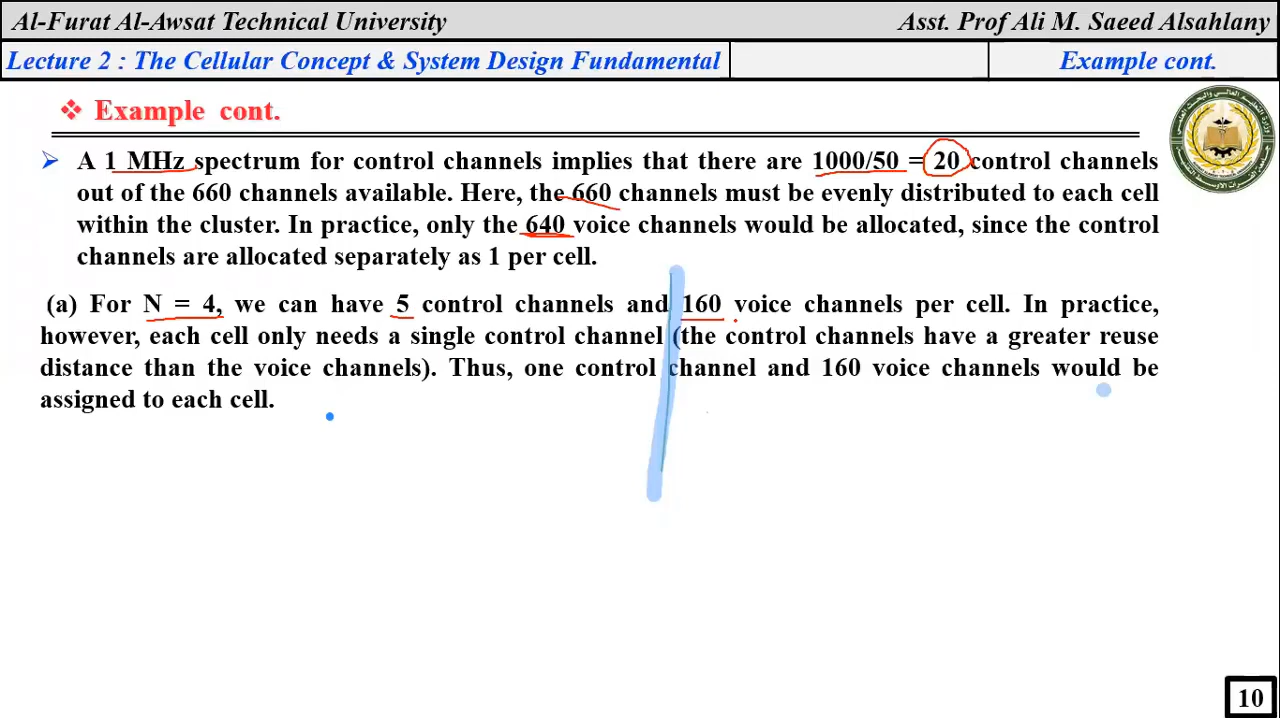 Al-Furat Al-Awsat Technical University Asst. Prof Ali M. Saeed Alsahlany
Lecture 2 : The Cellular Concept & System Design Fundamental Example cont.
❖ Example cont.
➢ A 1 MHz spectrum for control channels implies that there are 1000/50 = 20 control channels
out of the 660 channels available. Here, the 660 channels must be evenly distributed to each cell
within the cluster. In practice, only the 640 voice channels would be allocated, since the control
channels are allocated separately as 1 per cell.
(a) For N = 4, we can have 5 control channels and 160 voice channels per cell. In practice,
however, each cell only needs a single control channel (the control channels have a greater reuse
distance than the voice channels). Thus, one control channel and 160 voice channels would be
assigned to each cell.
10